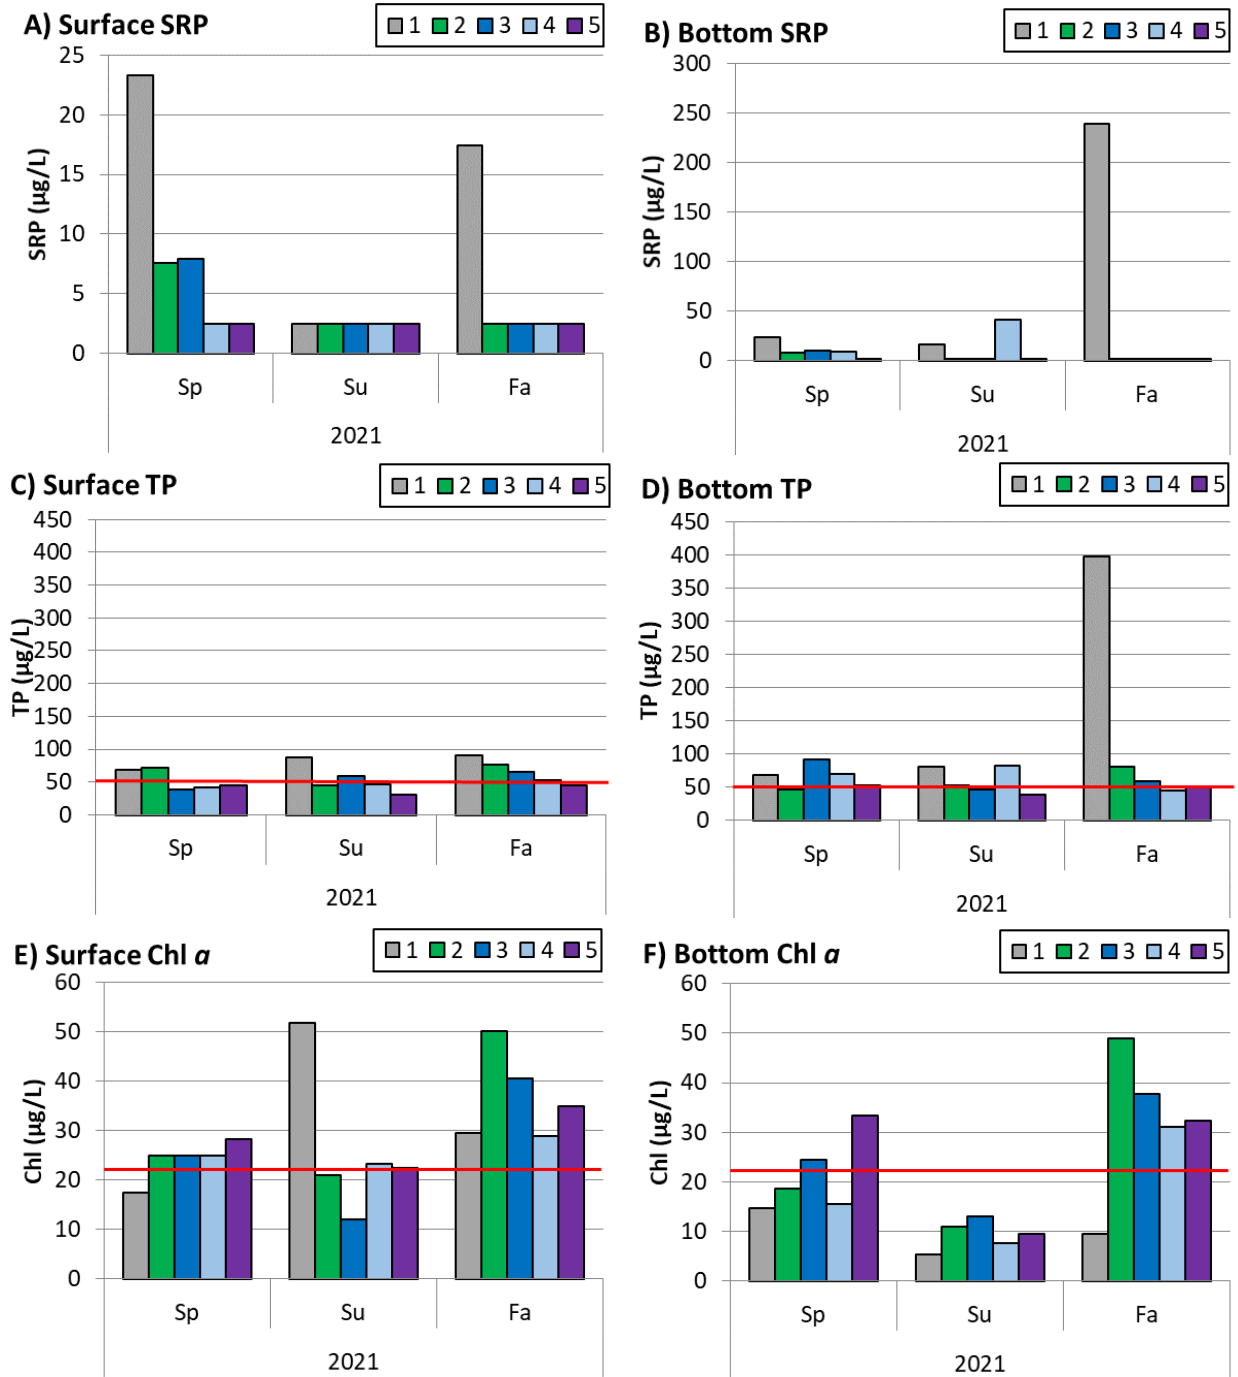 A) Surface SRP
1 2 3 4 5
25
20
15
10
5
0
SRP (µg/L)
Sp Su Fa
2021
B) Bottom SRP
1 2 3 4 5
300
250
200
150
100
50
0
SRP (µg/L)
Sp Su Fa
2021
C) Surface TP
1 2 3 4 5
450
400
350
300
250
200
150
100
50
0
TP (µg/L)
Sp Su Fa
2021
D) Bottom TP
1 2 3 4 5
450
400
350
300
250
200
150
100
50
0
TP (µg/L)
Sp Su Fa
2021
E) Surface Chl a
1 2 3 4 5
60
50
40
30
20
10
0
Chl (µg/L)
Sp Su Fa
2021
F) Bottom Chl a
1 2 3 4 5
60
50
40
30
20
10
0
Chl (µg/L)
Sp Su Fa
2021